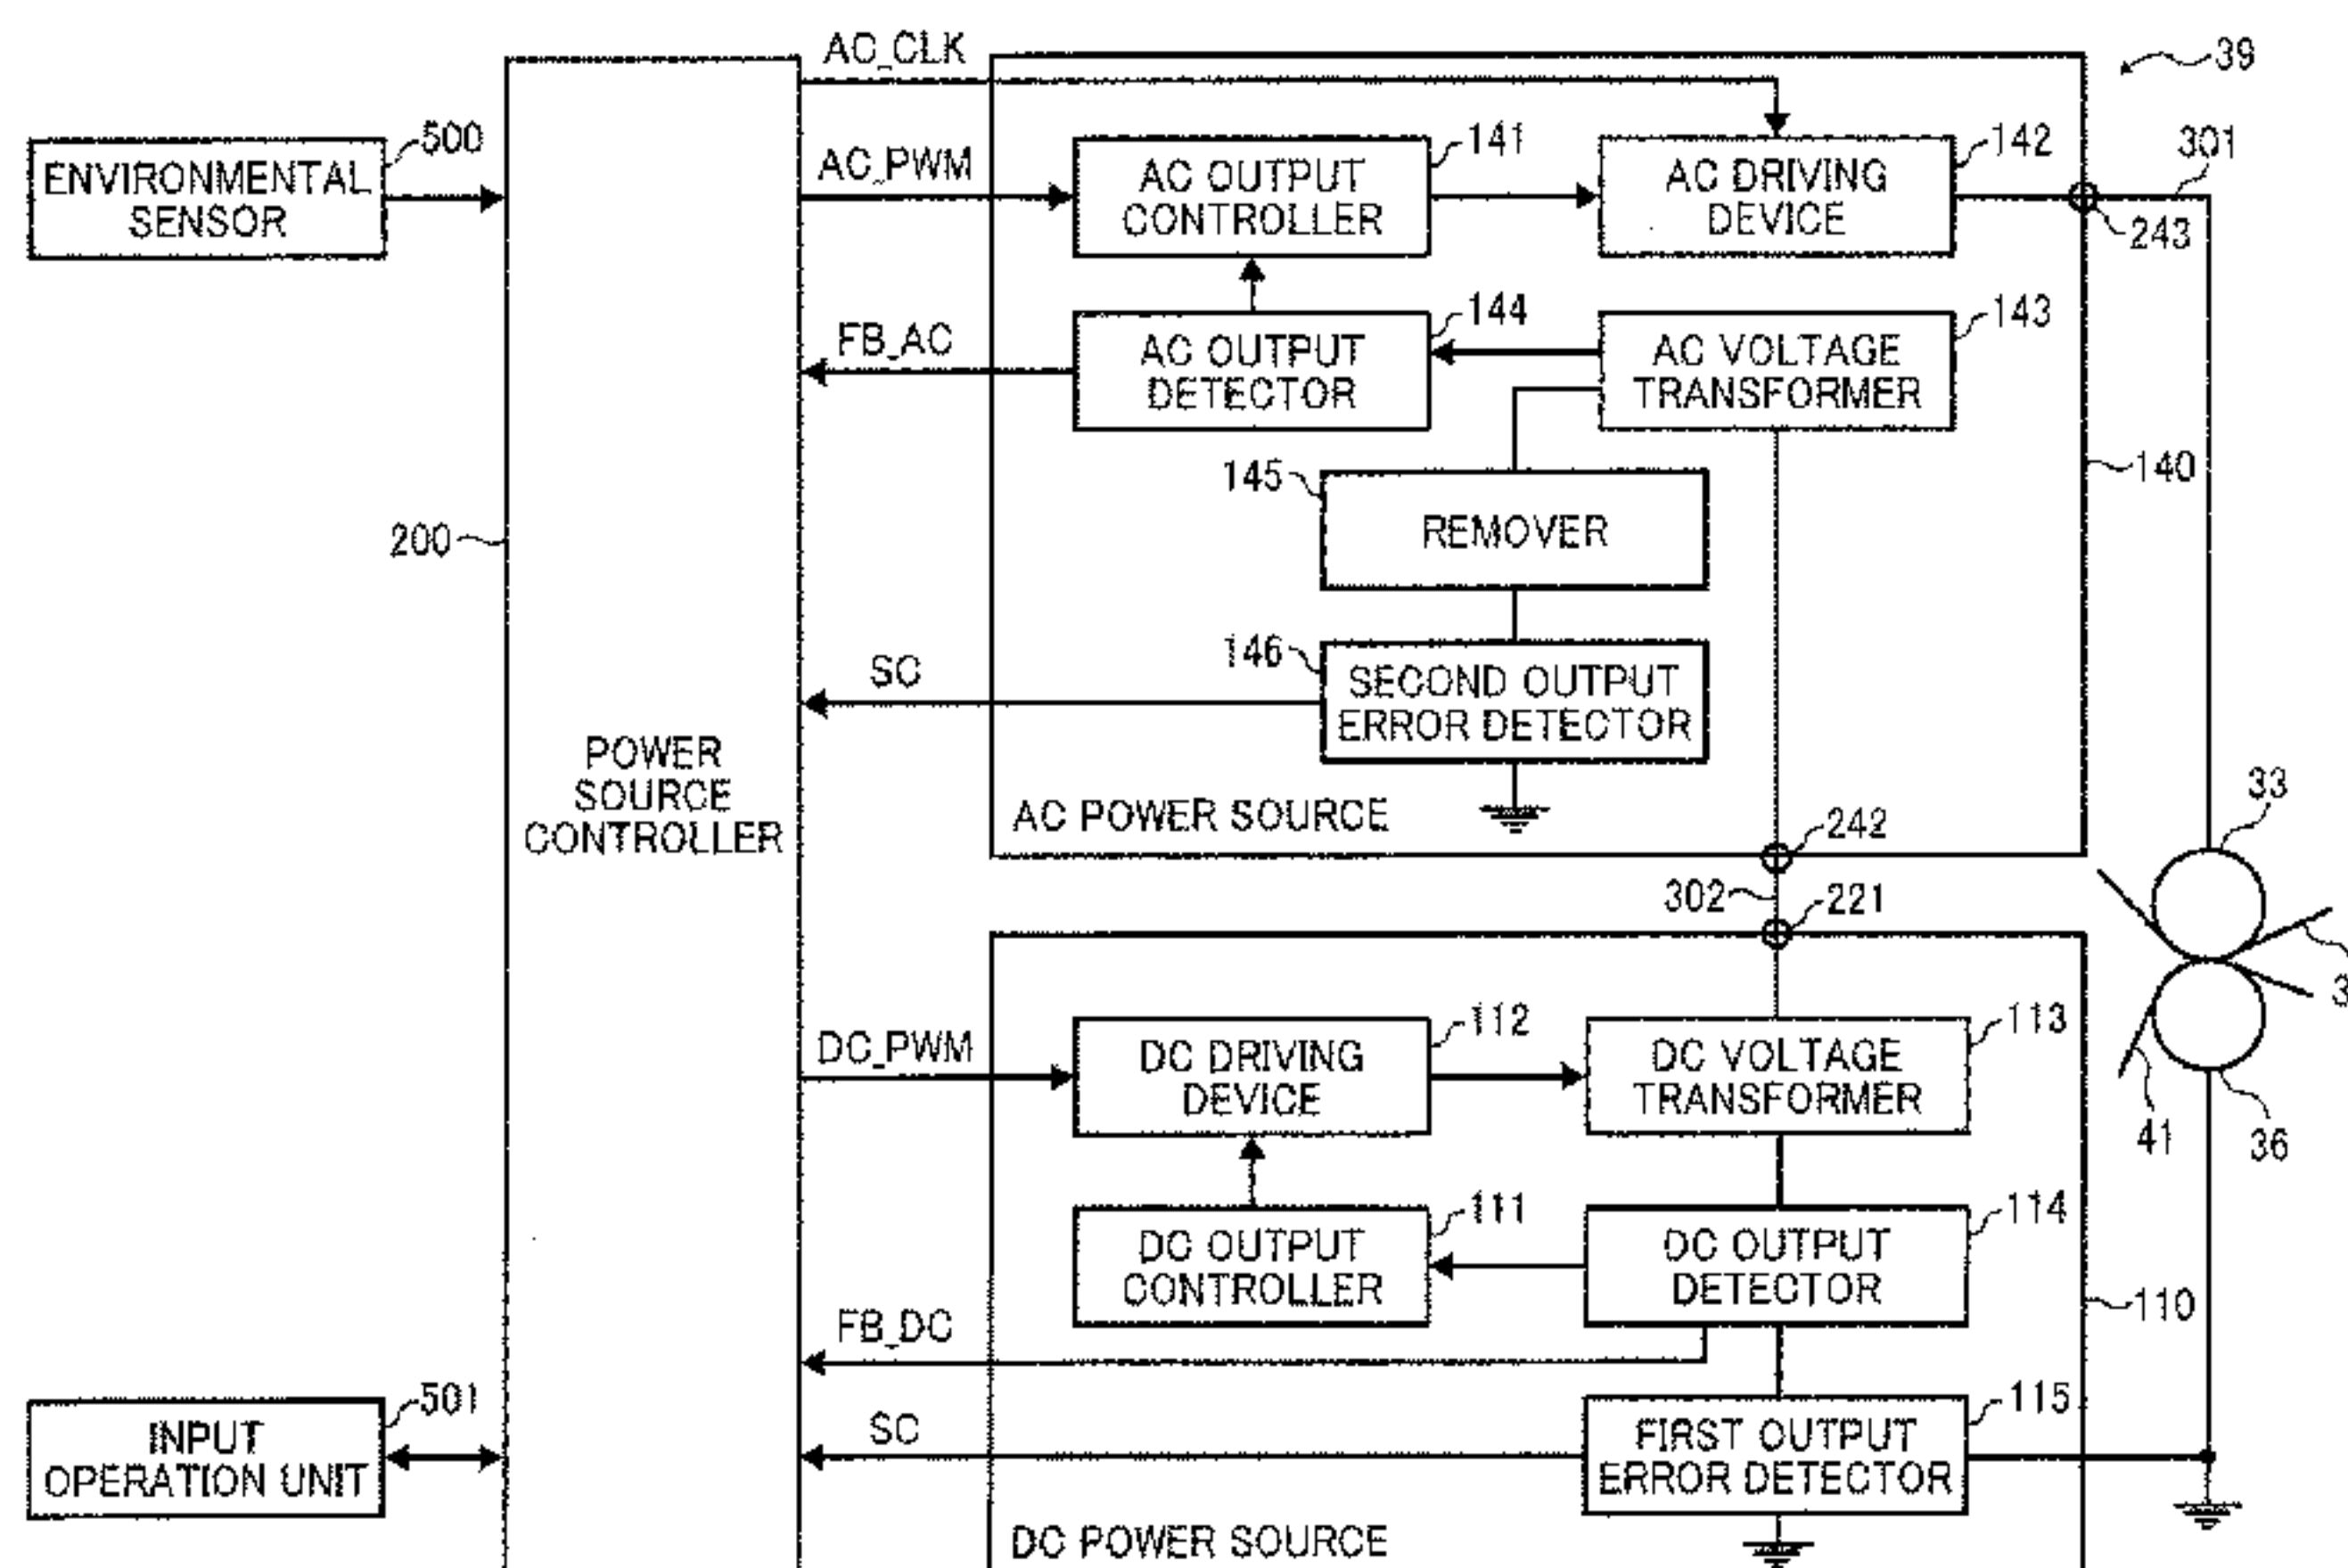 AC_CLK
39
500
ENVIRONMENTAL
SENSOR
AC_PWM
141
AC OUTPUT
CONTROLLER
142
AC DRIVING
DEVICE
301
243
FB_AC
144
AC OUTPUT
DETECTOR
143
AC VOLTAGE
TRANSFORMER
140
145
REMOVER
200
SC
146
SECOND OUTPUT
ERROR DETECTOR
POWER
SOURCE
CONTROLLER
AC POWER SOURCE
242
33
302
221
DC_PWM
112
DC DRIVING
DEVICE
113
DC VOLTAGE
TRANSFORMER
41
36
111
DC OUTPUT
CONTROLLER
114
DC OUTPUT
DETECTOR
110
FB_DC
501
INPUT
OPERATION UNIT
SC
115
FIRST OUTPUT
ERROR DETECTOR
DC POWER SOURCE